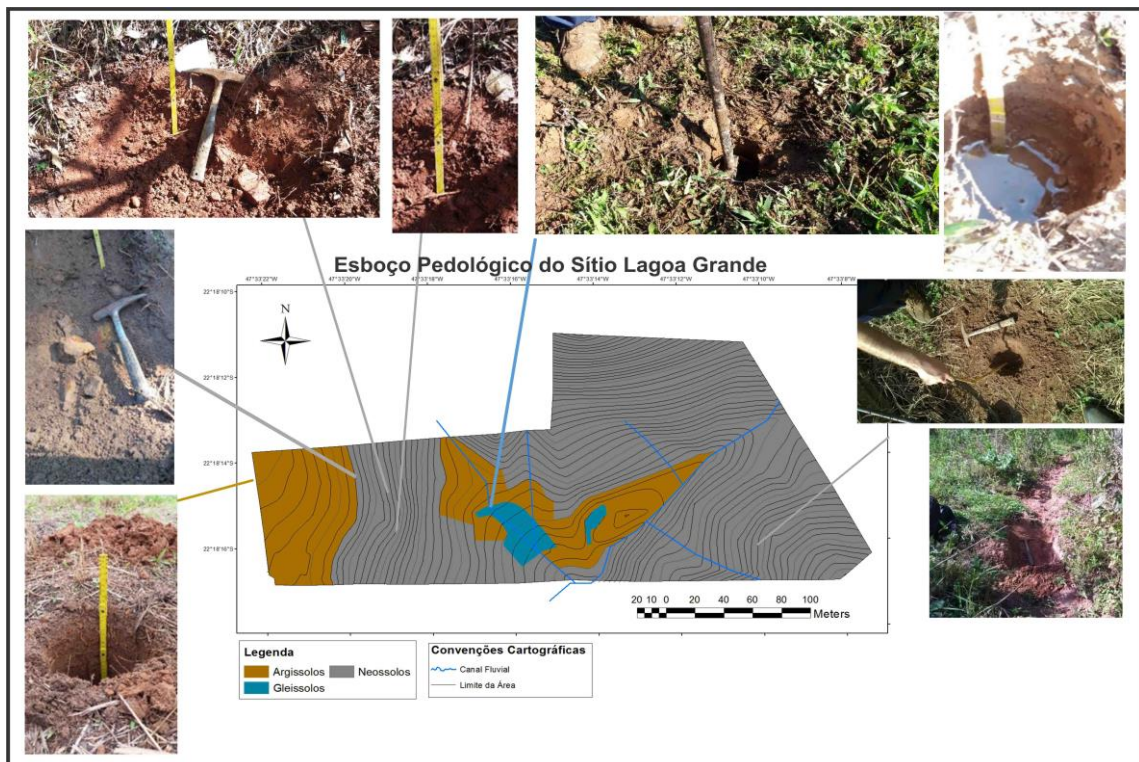 Esboço Pedológico do Sítio Lagoa Grande
47°33'22"W 47°33'20"W 47°33'18"W 47°33'16"W 47°33'14"W 47°33'12"W 47°33'10"W 47°33'8"W
22°18'10"S
N
22°18'12"S
22°18'14"S
22°18'16"S
20 10 0 20 40 60 80 100
Meters
Legenda
Argissolos Neossolos
Gleissolos
Convenções Cartográficas
Canal Fluvial
Limite da Área